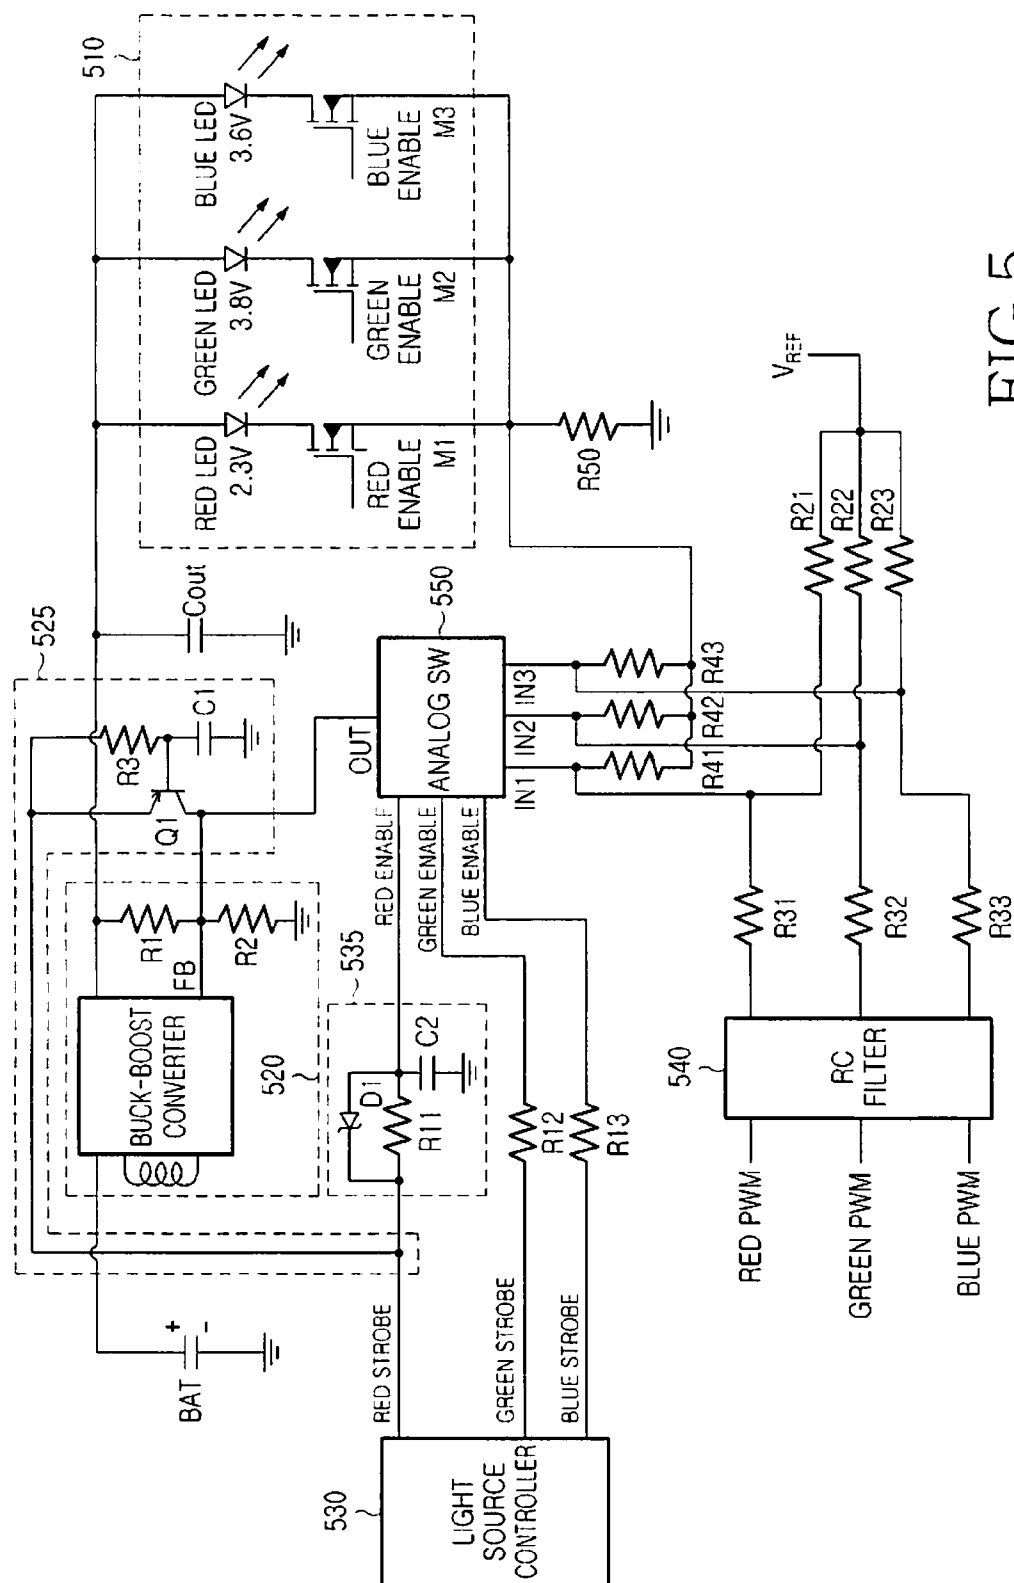 510
BLUE LED
3.6V
BLUE
ENABLE
M3
GREEN LED
3.8V
GREEN
ENABLE
M2
RED LED
2.3V
RED
ENABLE
M1
R50
525
Cout
R3
C1
Q1
R1
R2
FB
BUCK-BOOST
CONVERTER
520
BAT
+
-
OUT
ANALOG SW
550
IN1
IN2
IN3
R41
R42
R43
RED ENABLE
GREEN ENABLE
BLUE ENABLE
535
D1
C2
R11
R12
R13
RED STROBE
GREEN STROBE
BLUE STROBE
530
LIGHT
SOURCE
CONTROLLER
VREF
R21
R22
R23
R31
R32
R33
540
RC
FILTER
RED PWM
GREEN PWM
BLUE PWM
FIG.5